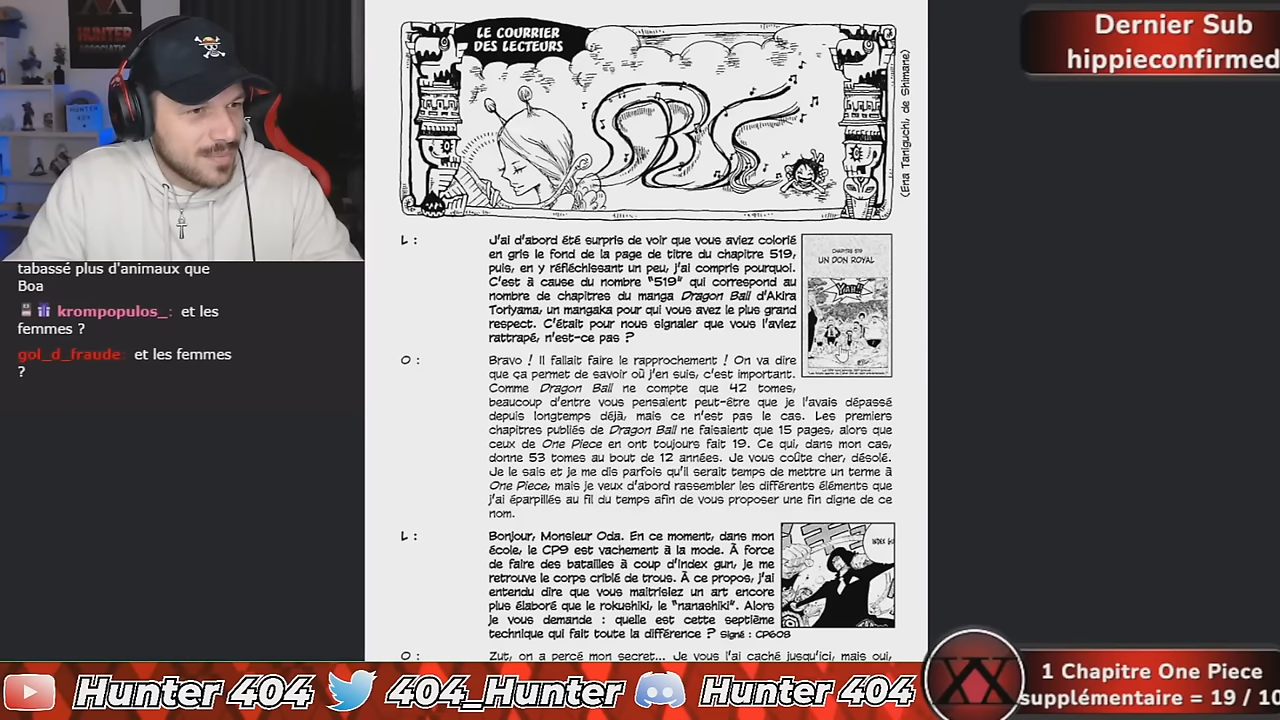 HUNTER
Dernier Sub
hippieconfirmed
LE COURRIER
DES LECTEURS
SBS
(Ena Taniguchi, de Shimane)
tabassé plus d'animaux que
Boa
krompopulos_: et les
femmes ?
gol_d_fraude: et les femmes
?
L : J'ai d'abord été surpris de voir que vous aviez colorié
en gris le fond de la page de titre du chapitre 519,
puis, en y réfléchissant un peu, j'ai compris pourquoi.
C'est à cause du nombre "519" qui correspond au
nombre de chapitres du manga Dragon Ball d'Akira
Toriyama, un mangaka pour qui vous avez le plus grand
respect. C'était pour nous signaler que vous l'aviez
rattrapé, n'est-ce pas ?
CHAPITRE 519
UN DON ROYAL
O : Bravo ! Il fallait faire le rapprochement ! On va dire
que ça permet de savoir où j'en suis, c'est important.
Comme Dragon Ball ne compte que 42 tomes,
beaucoup d'entre vous pensaient peut-être que je l'avais dépassé
depuis longtemps déjà, mais ce n'est pas le cas. Les premiers
chapitres publiés de Dragon Ball ne faisaient que 15 pages, alors que
ceux de One Piece en ont toujours fait 19. Ce qui, dans mon cas,
donne 53 tomes au bout de 12 années. Je vous coûte cher, désolé.
Je le sais et je me dis parfois qu'il serait temps de mettre un terme à
One Piece, mais je veux d'abord rassembler les différents éléments que
j'ai éparpillés au fil du temps afin de vous proposer une fin digne de ce
nom.
L : Bonjour, Monsieur Oda. En ce moment, dans mon
école, le CP9 est vachement à la mode. À force
de faire des batailles à coup d'index gun, je me
retrouve le corps criblé de trous. À ce propos, j'ai
entendu dire que vous maitrisiez un art encore
plus élaboré que le rokushiki, le "nanashiki". Alors
je vous demande : quelle est cette septième
technique qui fait toute la différence ? Signé : CP603
O : Zut, on a percé mon secret... Je vous l'ai caché jusqu'ici, mais oui,
Hunter 404
404_Hunter
Hunter 404
1 Chapitre One Piece
supplémentaire = 19 / 10